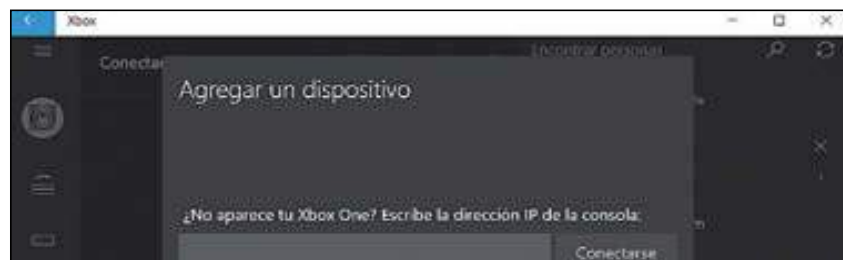 Xbox
Encontrar personas
Conectar
Agregar un dispositivo
¿No aparece tu Xbox One? Escribe la dirección IP de la consola:
Conectarse